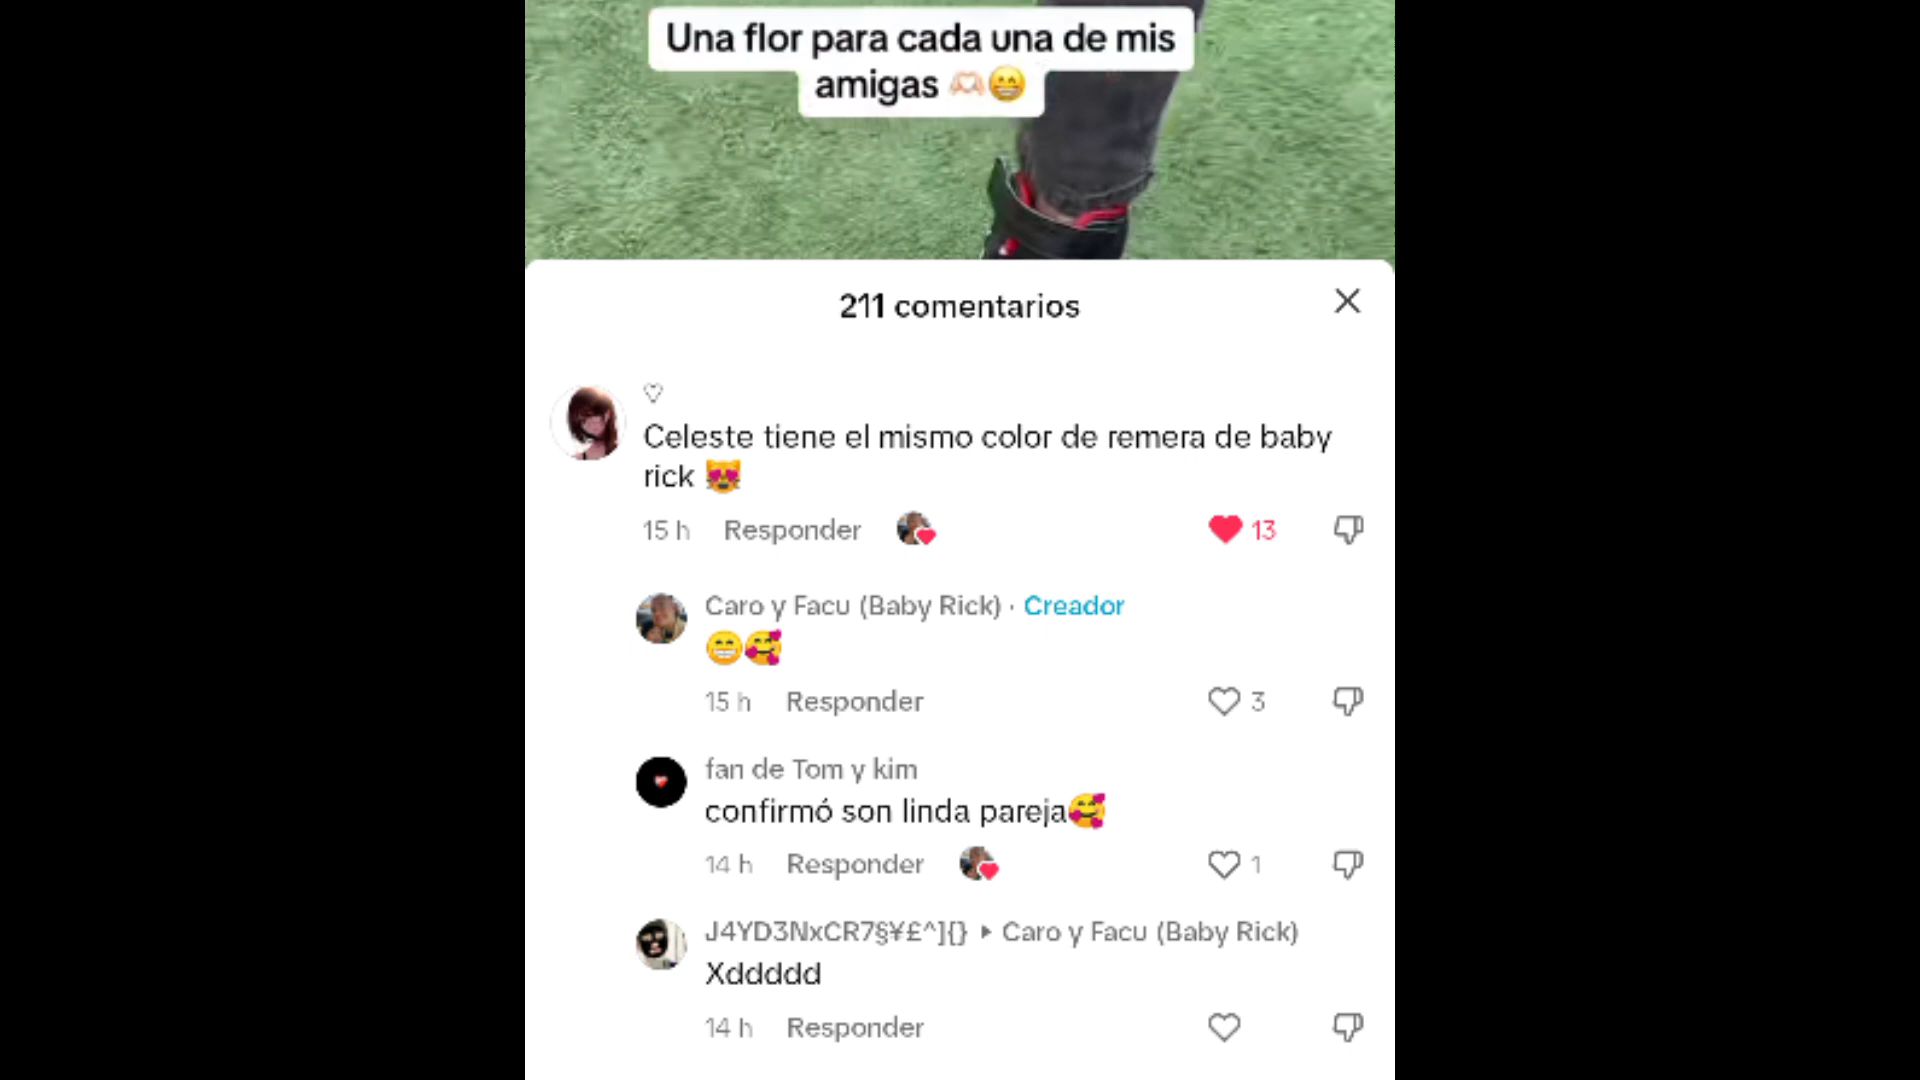 Una flor para cada una de mis
amigas 🫶🏻😁
211 comentarios
♡
Celeste tiene el mismo color de remera de baby
rick 😻
15 h Responder 13
Caro y Facu (Baby Rick) · Creador
😁🥰
15 h Responder 3
fan de Tom y kim
confirmó son linda pareja🥰
14 h Responder 1
J4YD3NxCR7§¥£^]{} ▸ Caro y Facu (Baby Rick)
Xddddd
14 h Responder